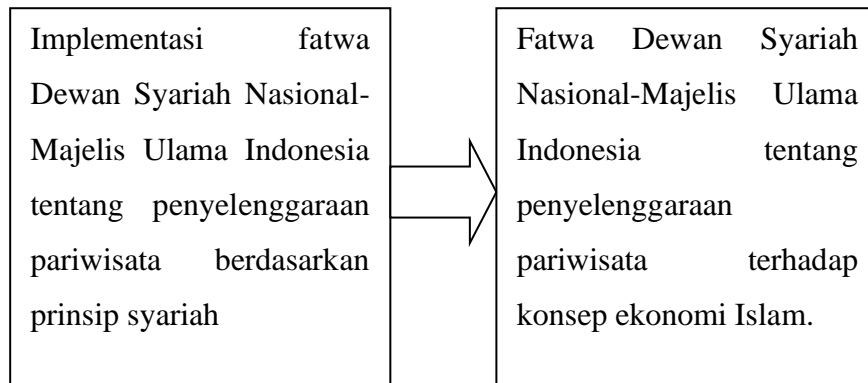 Implementasi fatwa
Dewan Syariah Nasional-
Majelis Ulama Indonesia
tentang penyelenggaraan
pariwisata berdasarkan
prinsip syariah
Fatwa Dewan Syariah
Nasional-Majelis Ulama
Indonesia tentang
penyelenggaraan
pariwisata terhadap
konsep ekonomi Islam.